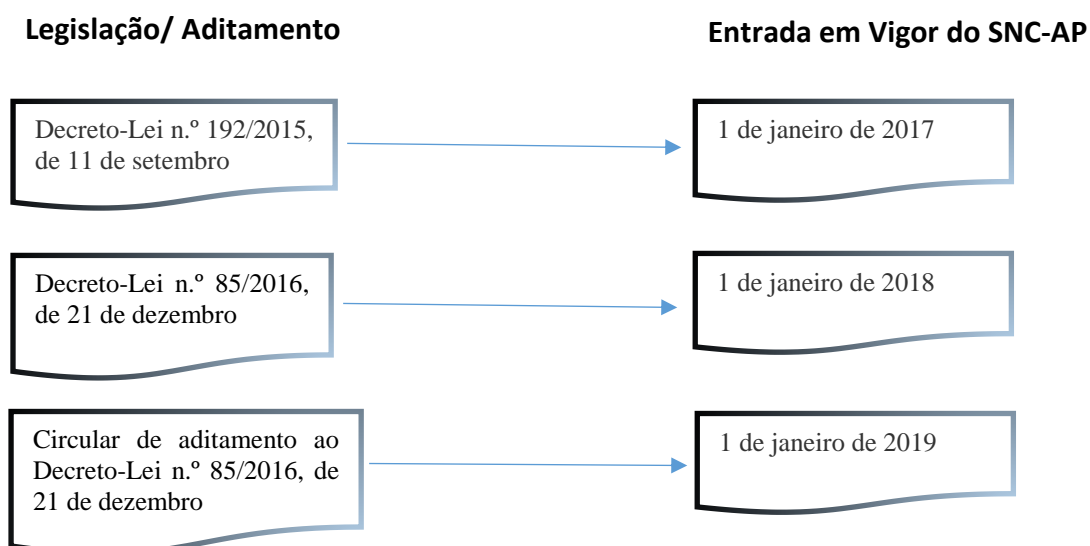 Legislação/ Aditamento
Entrada em Vigor do SNC-AP
Decreto-Lei n.º 192/2015,
de 11 de setembro
1 de janeiro de 2017
Decreto-Lei n.º 85/2016,
de 21 de dezembro
1 de janeiro de 2018
Circular de aditamento ao
Decreto-Lei n.º 85/2016, de
21 de dezembro
1 de janeiro de 2019